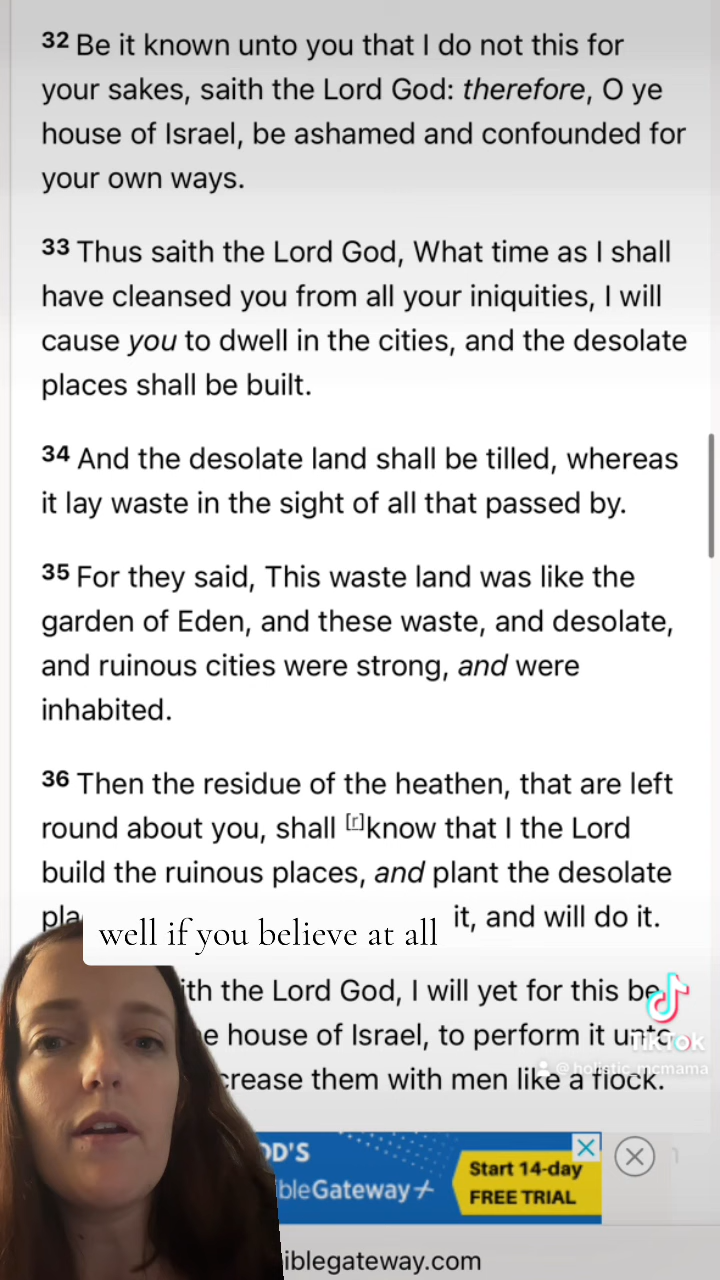 32 Be it known unto you that I do not this for
your sakes, saith the Lord God: therefore, O ye
house of Israel, be ashamed and confounded for
your own ways.
33 Thus saith the Lord God, What time as I shall
have cleansed you from all your iniquities, I will
cause you to dwell in the cities, and the desolate
places shall be built.
34 And the desolate land shall be tilled, whereas
it lay waste in the sight of all that passed by.
35 For they said, This waste land was like the
garden of Eden, and these waste, and desolate,
and ruinous cities were strong, and were
inhabited.
36 Then the residue of the heathen, that are left
round about you, shall [r]know that I the Lord
build the ruinous places, and plant the desolate
it, and will do it.
well if you believe at all
the Lord God, I will yet for this be
house of Israel, to perform it unto
them with men like a flock.
TikTok
@holistic_mcmama
Start 14-day
FREE TRIAL
Gateway+
iblegateway.com